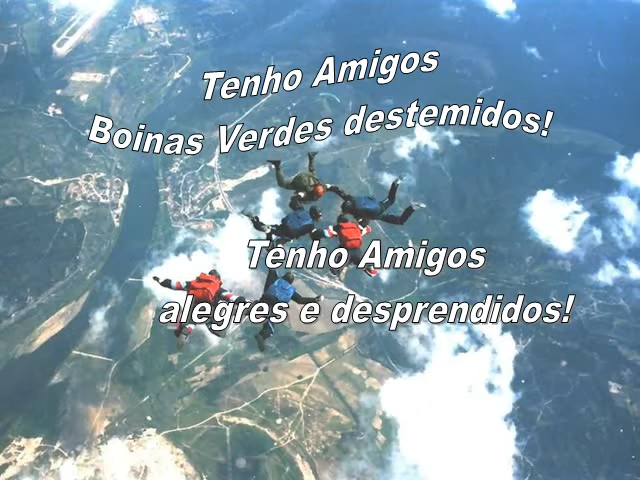 Tenho Amigos
Boinas Verdes destemidos!
Tenho Amigos
alegres e desprendidos!